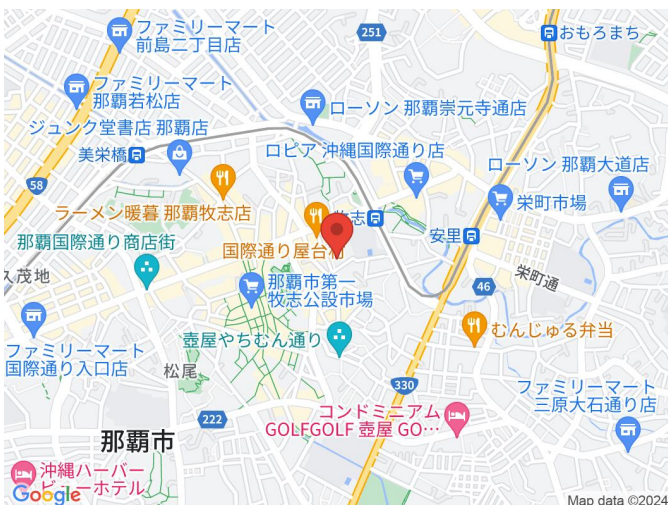 ファミリーマート
前島二丁目店
251
おもろまち
ファミリーマート
那覇若松店
ローソン 那覇崇元寺通店
ジュンク堂書店 那覇店
美栄橋
ロピア 沖縄国際通り店
ローソン 那覇大道店
58
ラーメン暖暮 那覇牧志店
牧志
栄町市場
那覇国際通り商店街
国際通り屋台村
安里
久茂地
那覇市第一
牧志公設市場
46
栄町通
ファミリーマート
国際通り入口店
壺屋やちむん通り
むんじゅる弁当
松尾
330
ファミリーマート
三原大石通り店
222
コンドミニアム
GOLFGOLF 壺屋 GO…
那覇市
沖縄ハーバー
ビューホテル
Google
Map data ©2024